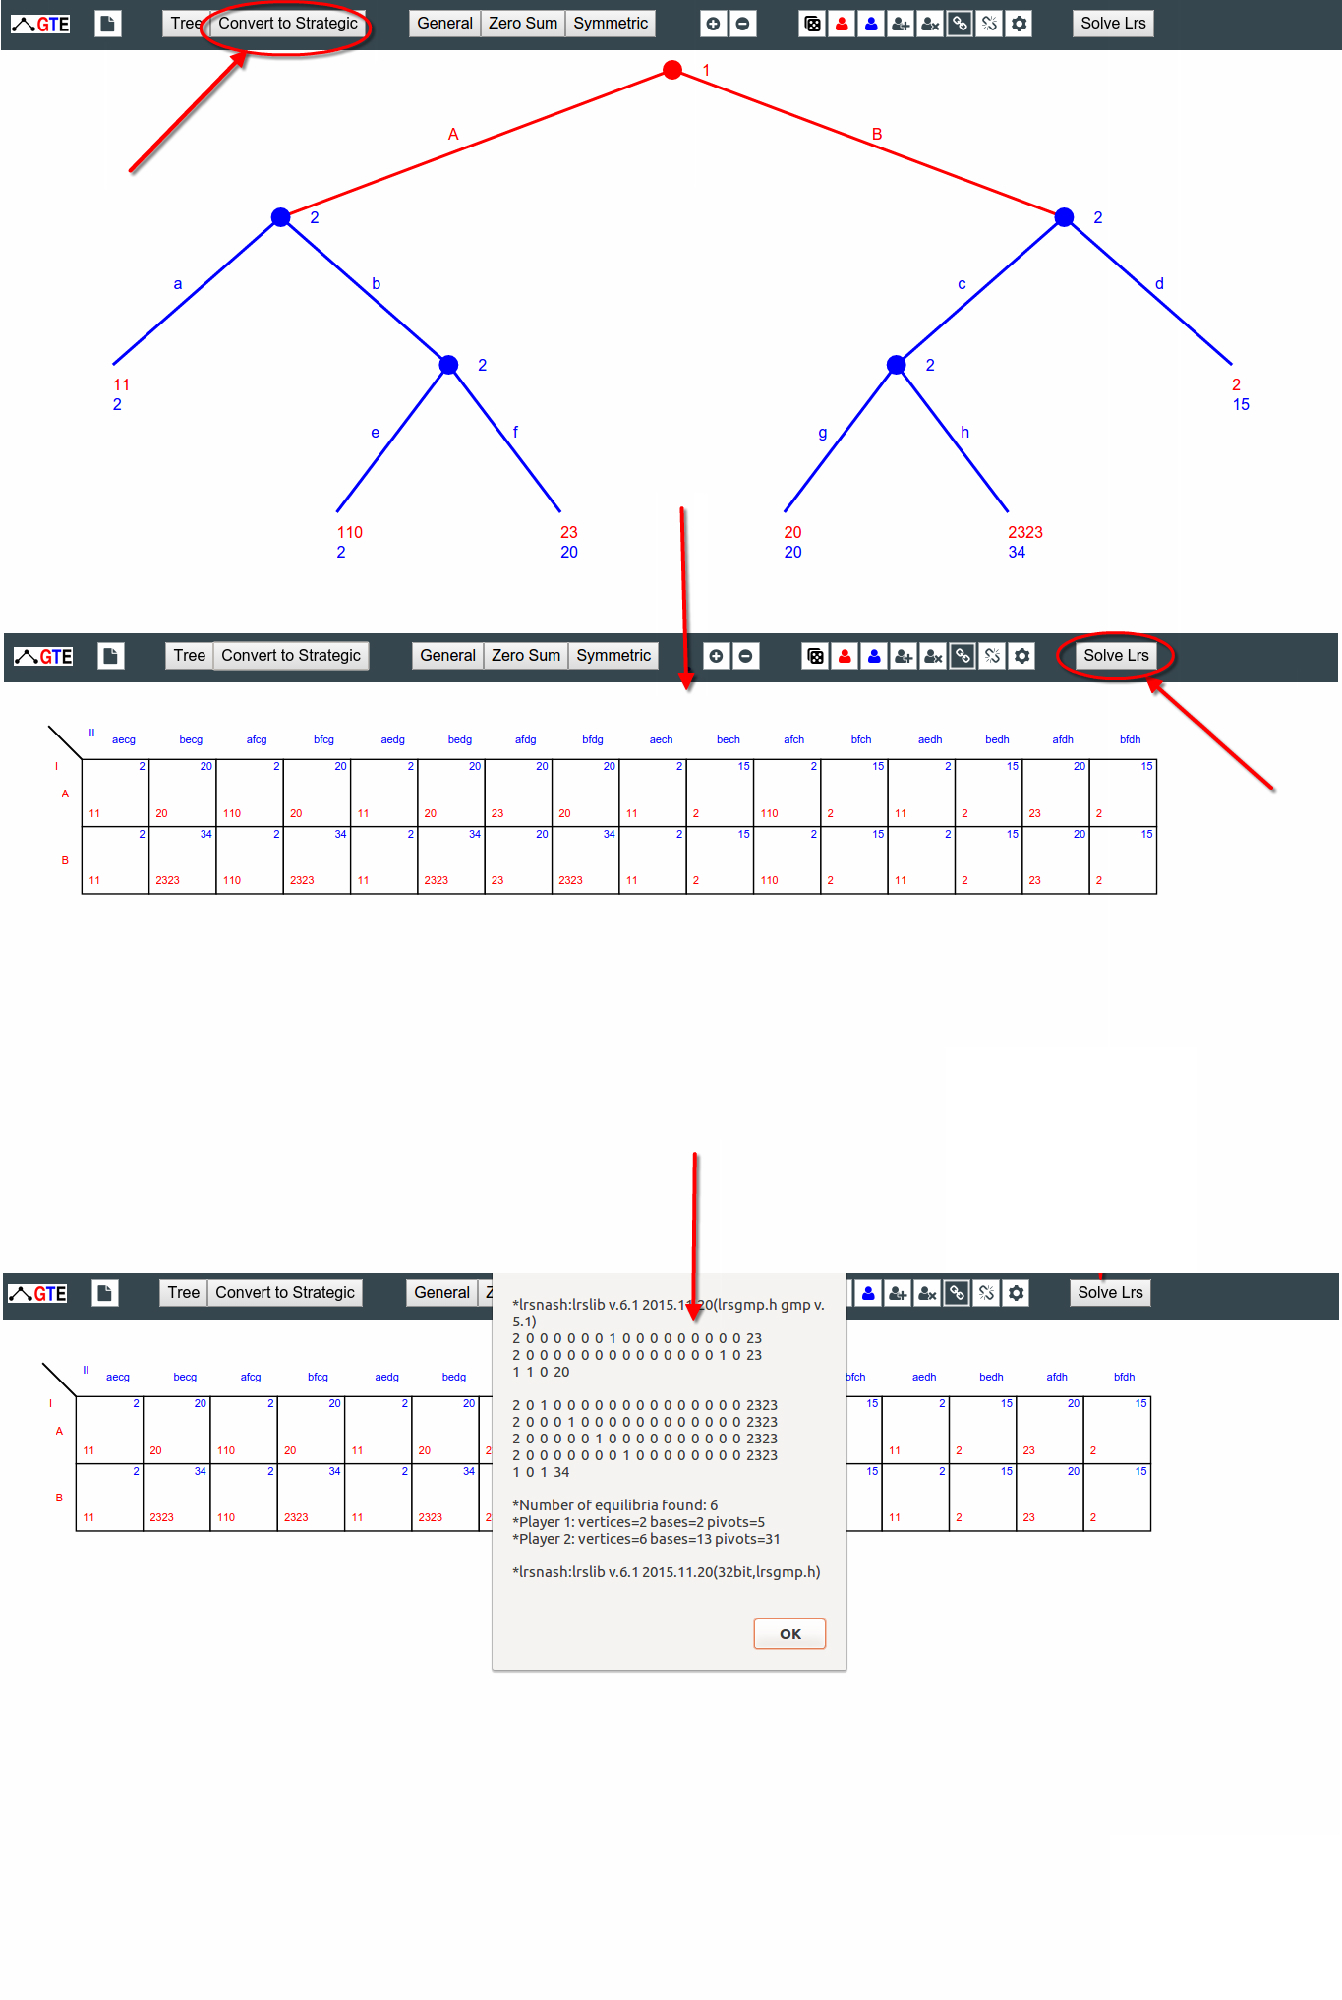 GTE Tree Convert to Strategic General Zero Sum Symmetric Solve Lrs
1
A B
2 2
a b c d
2 2
11 2
2 15
e f g h
110 23 20 2323
2 20 20 34
GTE Tree Convert to Strategic General Zero Sum Symmetric Solve Lrs
II aecg becg afcg bfcg aedg bedg afdg bfdg aech bech afch bfch aedh bedh afdh bfdh
I 2 20 2 20 2 20 20 20 2 15 2 15 2 15 20 15
A
11 20 110 20 11 20 23 20 11 2 110 2 11 2 23 2
2 34 2 34 2 34 20 34 2 15 2 15 2 15 20 15
B
11 2323 110 2323 11 2323 23 2323 11 2 110 2 11 2 23 2
GTE Tree Convert to Strategic General Z Solve Lrs
*lrsnash:lrslib v.6.1 2015.11.20(lrsgmp.h gmp v.
5.1)
2 0 0 0 0 0 0 1 0 0 0 0 0 0 0 0 0 23
2 0 0 0 0 0 0 0 0 0 0 0 0 0 0 1 0 23
1 1 0 20
2 0 1 0 0 0 0 0 0 0 0 0 0 0 0 0 0 2323
2 0 0 0 1 0 0 0 0 0 0 0 0 0 0 0 0 2323
2 0 0 0 0 0 1 0 0 0 0 0 0 0 0 0 0 2323
2 0 0 0 0 0 0 0 1 0 0 0 0 0 0 0 0 2323
1 0 1 34
*Number of equilibria found: 6
*Player 1: vertices=2 bases=2 pivots=5
*Player 2: vertices=6 bases=13 pivots=31
*lrsnash:lrslib v.6.1 2015.11.20(32bit,lrsgmp.h)
OK
II aecg becg afcg bfcg aedg bedg bfch aedh bedh afdh bfdh
I 2 20 2 20 2 20 15 2 15 20 15
A
11 20 110 20 11 20 2 11 2 23 2
2 34 2 34 2 34 15 2 15 20 15
B
11 2323 110 2323 11 2323 2 11 2 23 2